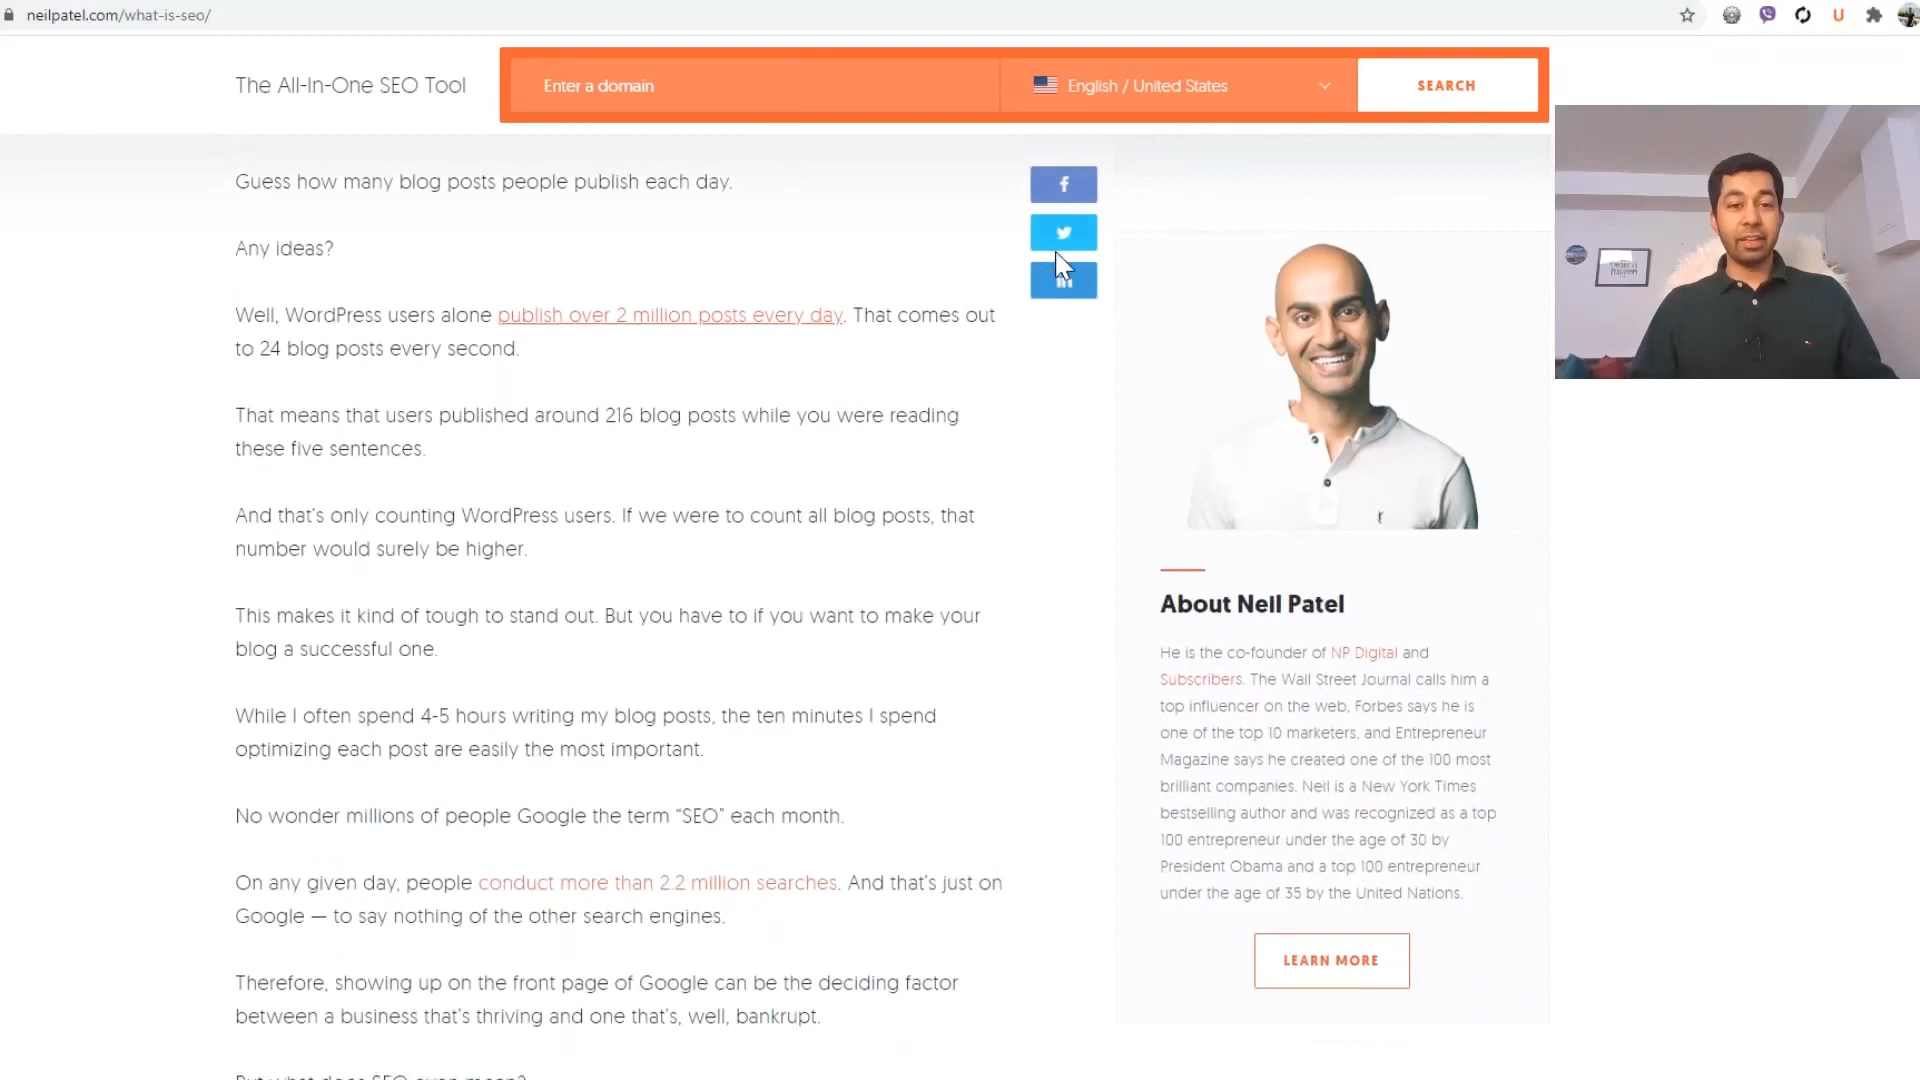 neilpatel.com/what-is-seo/
The All-In-One SEO Tool
Enter a domain
English / United States
SEARCH
Guess how many blog posts people publish each day.
Any ideas?
Well, WordPress users alone publish over 2 million posts every day. That comes out
to 24 blog posts every second.
That means that users published around 216 blog posts while you were reading
these five sentences.
And that's only counting WordPress users. If we were to count all blog posts, that
number would surely be higher.
This makes it kind of tough to stand out. But you have to if you want to make your
blog a successful one.
While I often spend 4-5 hours writing my blog posts, the ten minutes I spend
optimizing each post are easily the most important.
No wonder millions of people Google the term “SEO” each month.
On any given day, people conduct more than 2.2 million searches. And that's just on
Google — to say nothing of the other search engines.
Therefore, showing up on the front page of Google can be the deciding factor
between a business that's thriving and one that's, well, bankrupt.
But what does SEO even mean?
About Neil Patel
He is the co-founder of NP Digital and
Subscribers. The Wall Street Journal calls him a
top influencer on the web, Forbes says he is
one of the top 10 marketers, and Entrepreneur
Magazine says he created one of the 100 most
brilliant companies. Neil is a New York Times
bestselling author and was recognized as a top
100 entrepreneur under the age of 30 by
President Obama and a top 100 entrepreneur
under the age of 35 by the United Nations.
LEARN MORE